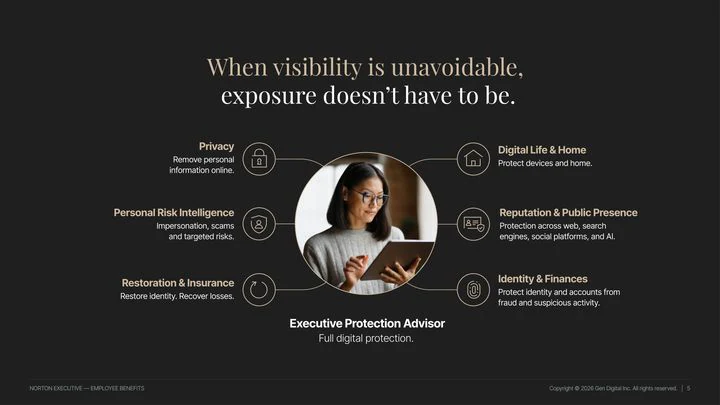 When visibility is unavoidable,
exposure doesn't have to be.
Privacy
Remove personal
information online.
Digital Life & Home
Protect devices and home.
Personal Risk Intelligence
Impersonation, scams
and targeted risks.
Reputation & Public Presence
Protection across web, search
engines, social platforms, and AI.
Restoration & Insurance
Restore identity. Recover losses.
Identity & Finances
Protect identity and accounts from
fraud and suspicious activity.
Executive Protection Advisor
Full digital protection.
NORTON EXECUTIVE — EMPLOYEE BENEFITS
Copyright © 2026 Gen Digital Inc. All rights reserved. | 5